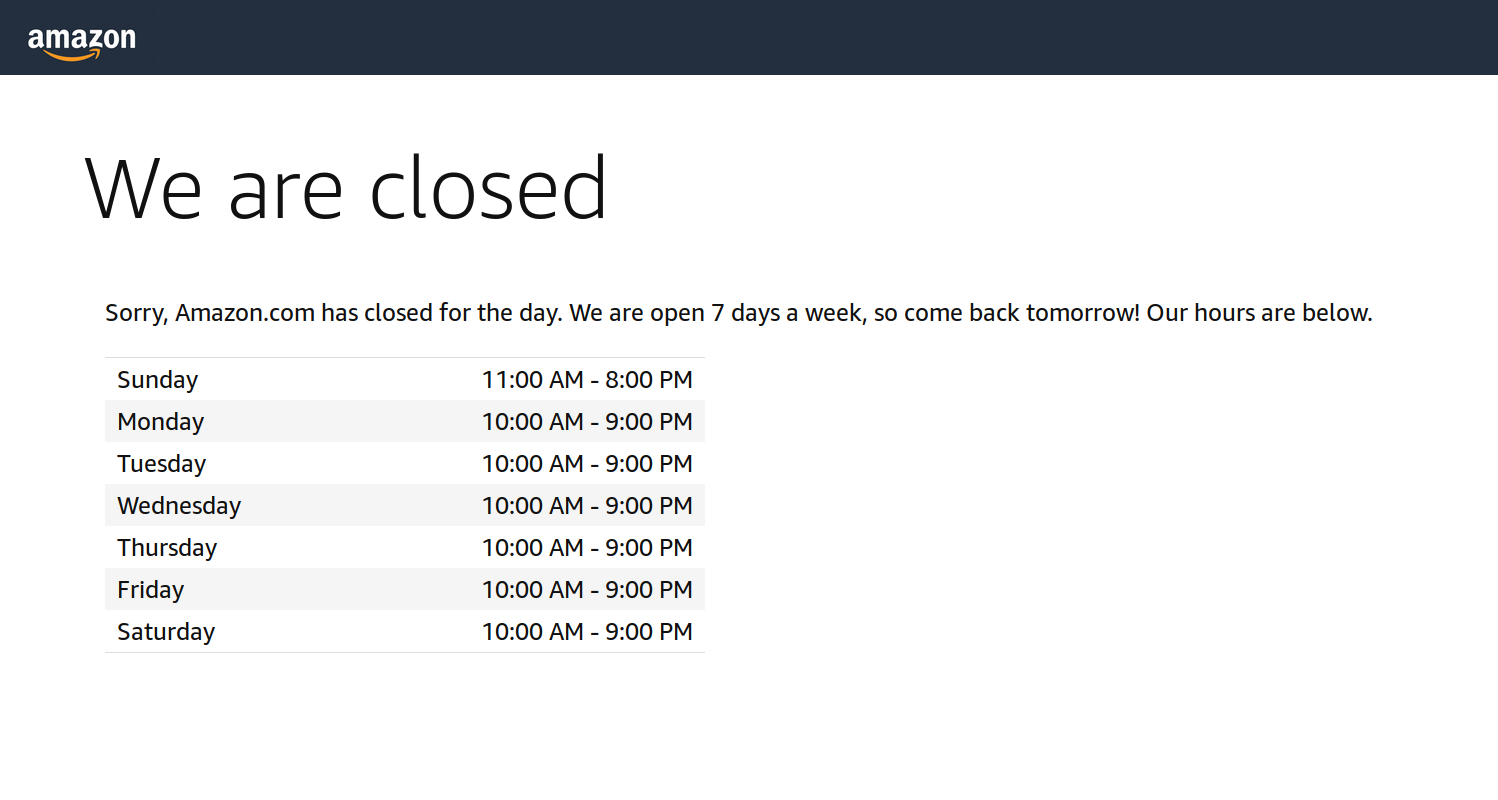 amazon
We are closed
Sorry, Amazon.com has closed for the day. We are open 7 days a week, so come back tomorrow! Our hours are below.
Sunday 11:00 AM - 8:00 PM
Monday 10:00 AM - 9:00 PM
Tuesday 10:00 AM - 9:00 PM
Wednesday 10:00 AM - 9:00 PM
Thursday 10:00 AM - 9:00 PM
Friday 10:00 AM - 9:00 PM
Saturday 10:00 AM - 9:00 PM